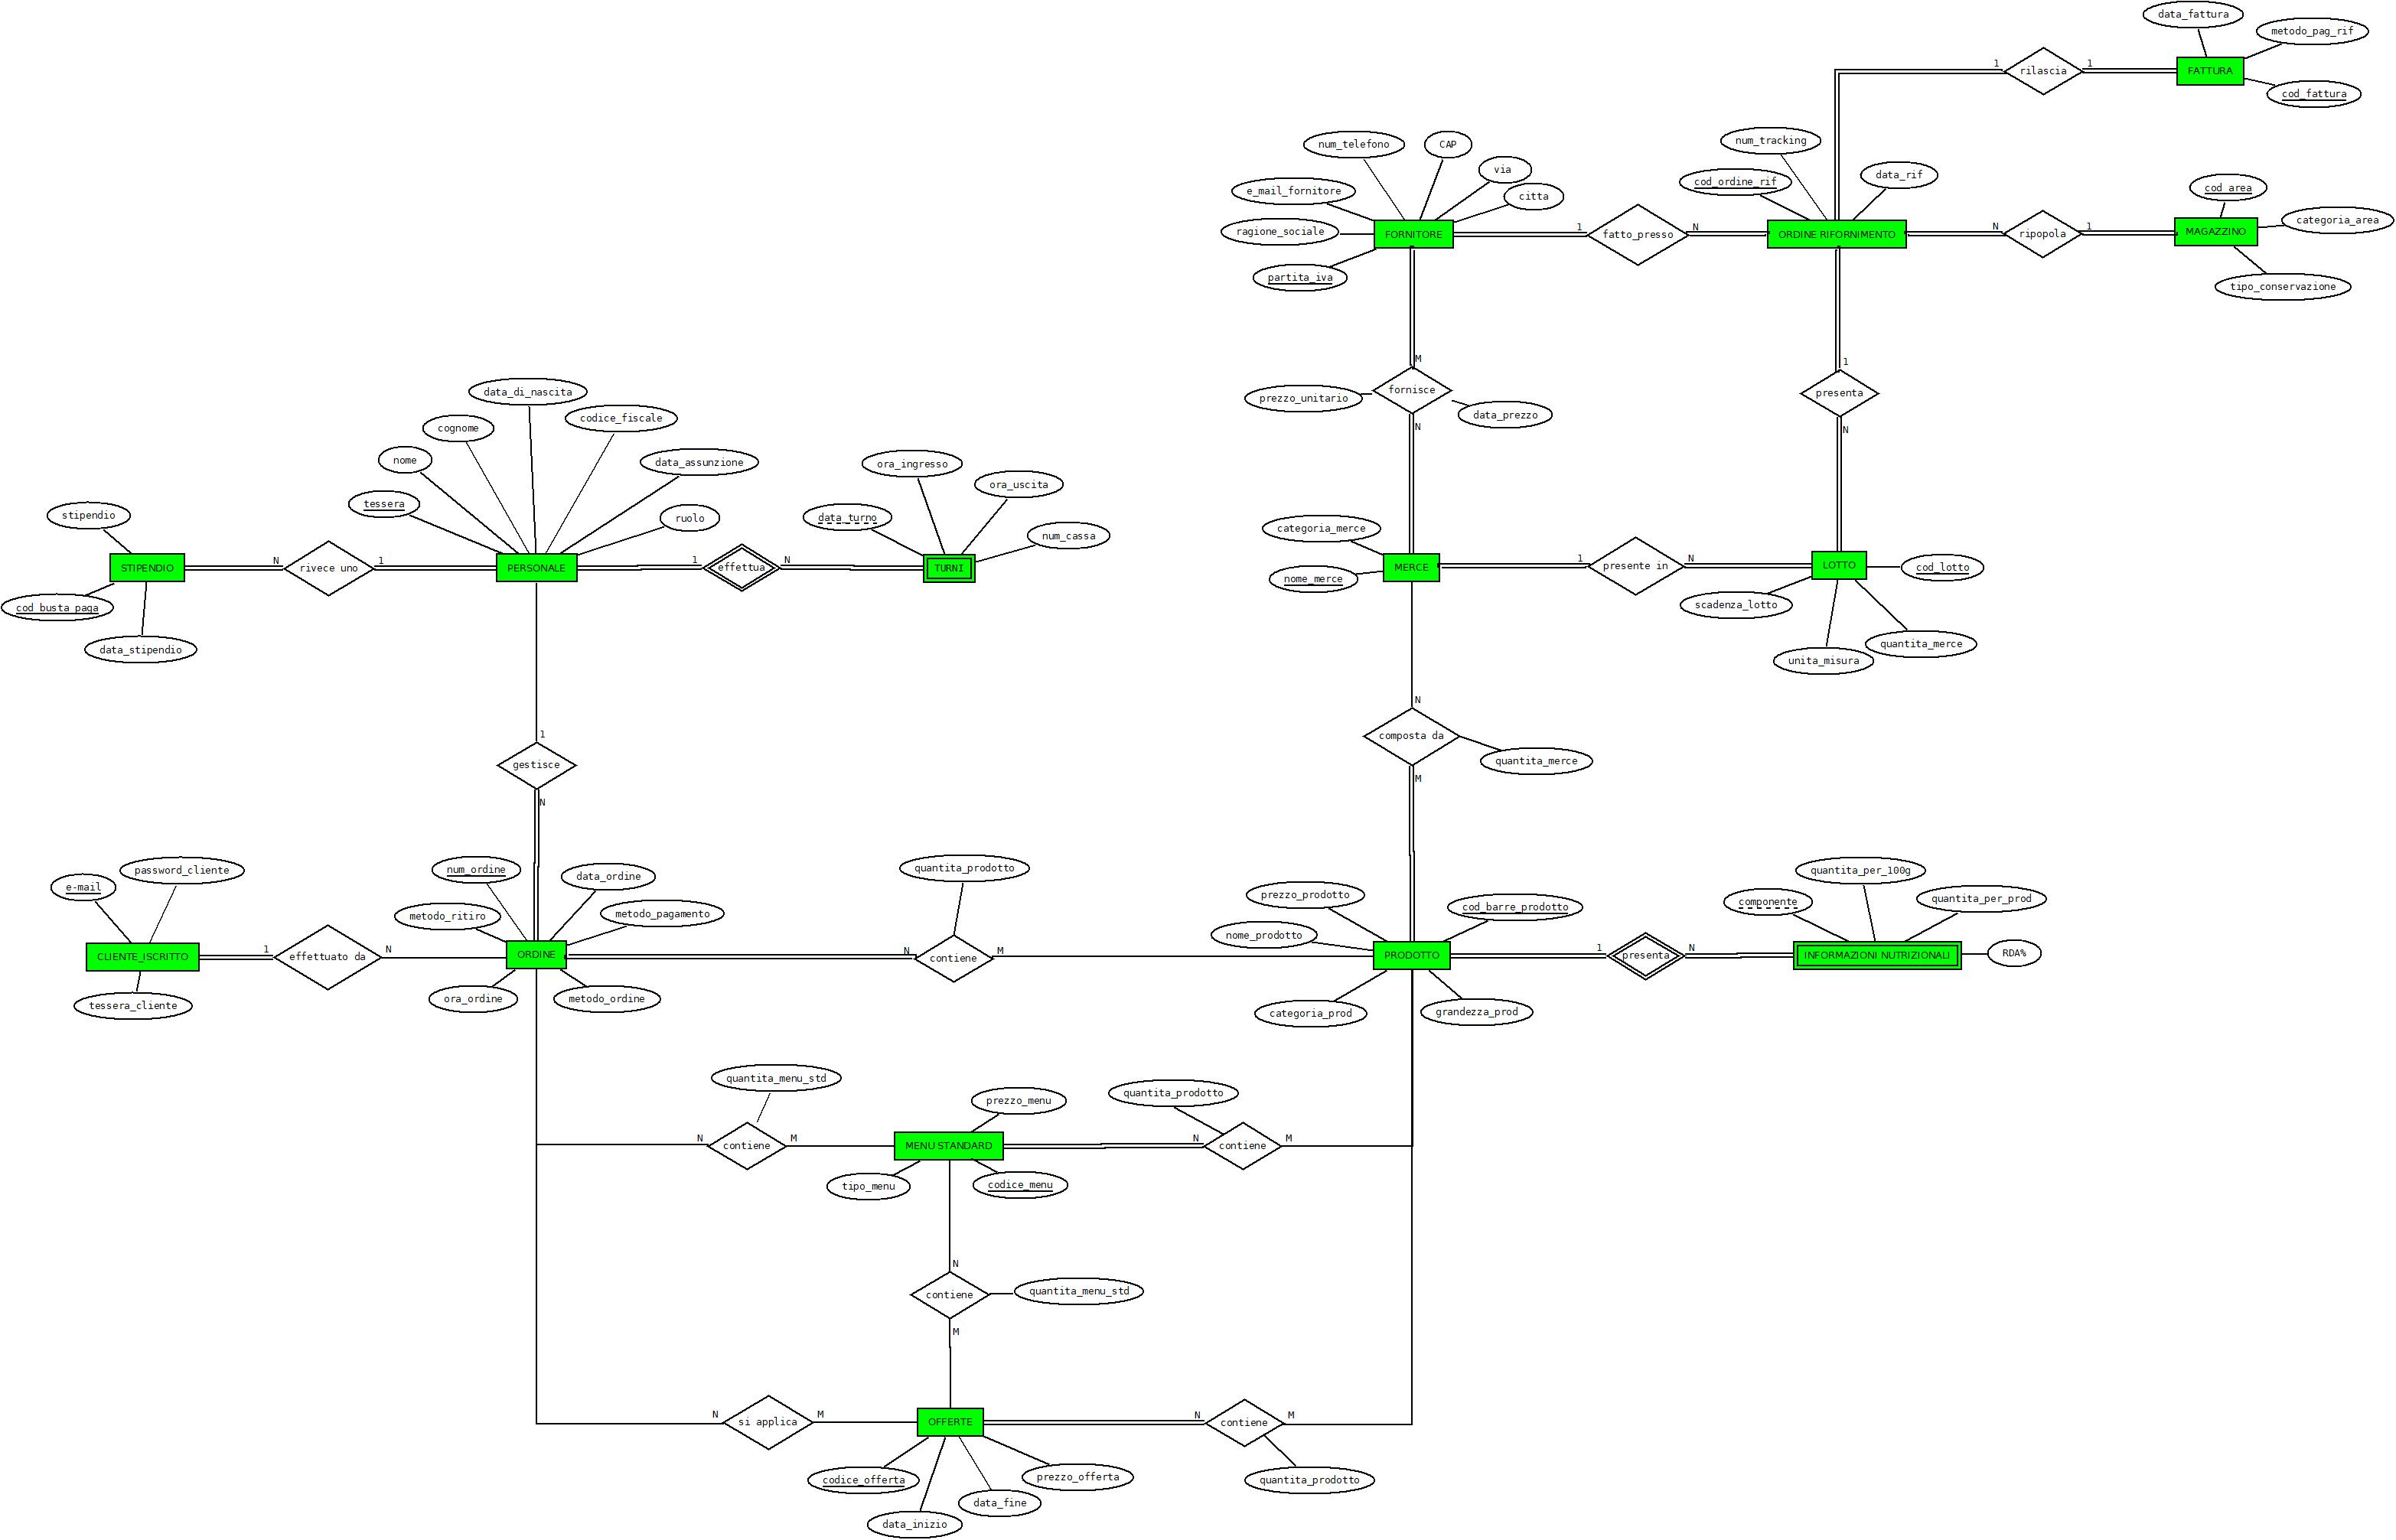 data_fattura
metodo_pag_rif
1
rilascia
1
FATTURA
cod_fattura
num_telefono
CAP
via
citta
e_mail_fornitore
ragione_sociale
partita_iva
FORNITORE
1
fatto_presso
N
num_tracking
cod_ordine_rif
data_rif
ORDINE RIFORNIMENTO
N
ripopola
1
cod_area
MAGAZZINO
categoria_area
tipo_conservazione
M
fornisce
prezzo_unitario
data_prezzo
N
1
presenta
N
data_di_nascita
codice_fiscale
cognome
nome
data_assunzione
tessera
ruolo
stipendio
STIPENDIO
cod_busta_paga
data_stipendio
N
rivece uno
1
PERSONALE
1
effettua
N
ora_ingresso
ora_uscita
data_turno
num_cassa
TURNI
categoria_merce
nome_merce
MERCE
1
presente in
N
LOTTO
cod_lotto
scadenza_lotto
quantita_merce
unita_misura
1
gestisce
N
N
composta da
quantita_merce
M
e-mail
password_cliente
CLIENTE_ISCRITTO
tessera_cliente
1
effettuato da
N
num_ordine
data_ordine
metodo_ritiro
metodo_pagamento
ORDINE
ora_ordine
metodo_ordine
quantita_prodotto
N
contiene
M
prezzo_prodotto
cod_barre_prodotto
nome_prodotto
PRODOTTO
categoria_prod
grandezza_prod
1
presenta
N
quantita_per_100g
componente
quantita_per_prod
INFORMAZIONI NUTRIZIONALI
RDA%
quantita_menu_std
N
contiene
M
prezzo_menu
MENU STANDARD
tipo_menu
codice_menu
quantita_prodotto
N
contiene
M
N
contiene
quantita_menu_std
M
N
si applica
M
OFFERTE
N
contiene
M
quantita_prodotto
codice_offerta
prezzo_offerta
data_fine
data_inizio